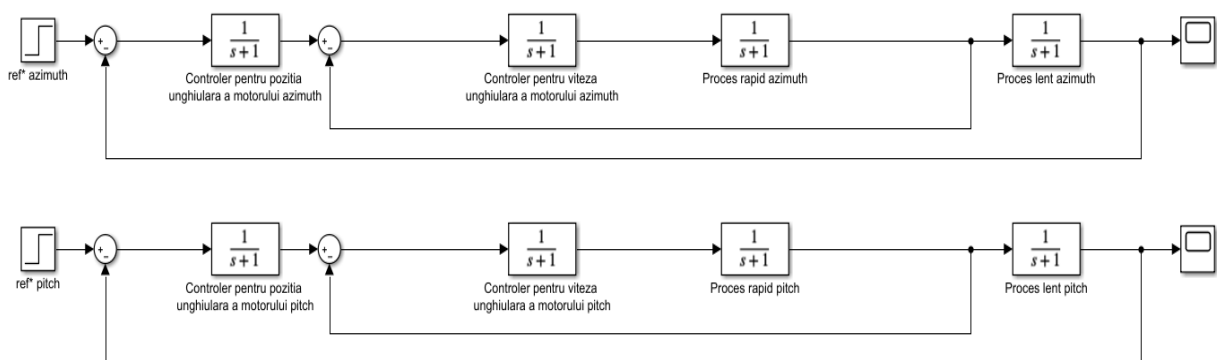 1 1 1 1
s+1 s+1 s+1 s+1
ref* azimuth
Controler pentru pozitia
unghiulara a motorului azimuth
Controler pentru viteza
unghiulara a motorului azimuth
Proces rapid azimuth
Proces lent azimuth
1 1 1 1
s+1 s+1 s+1 s+1
ref* pitch
Controler pentru pozitia
unghiulara a motorului pitch
Controler pentru viteza
unghiulara a motorului pitch
Proces rapid pitch
Proces lent pitch